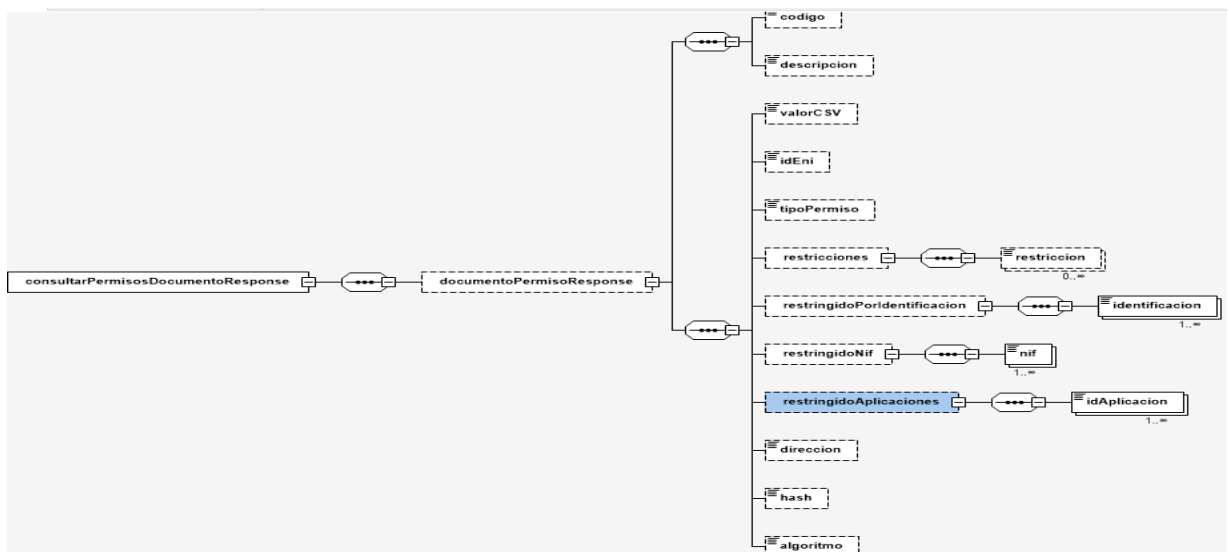 codigo
descripcion
valorCSV
idEni
tipoPermiso
restricciones
restriccion
0..∞
consultarPermisosDocumentoResponse
documentoPermisoResponse
restringidoPorIdentificacion
identificacion
1..∞
restringidoNif
nif
1..∞
restringidoAplicaciones
idAplicacion
1..∞
direccion
hash
algoritmo